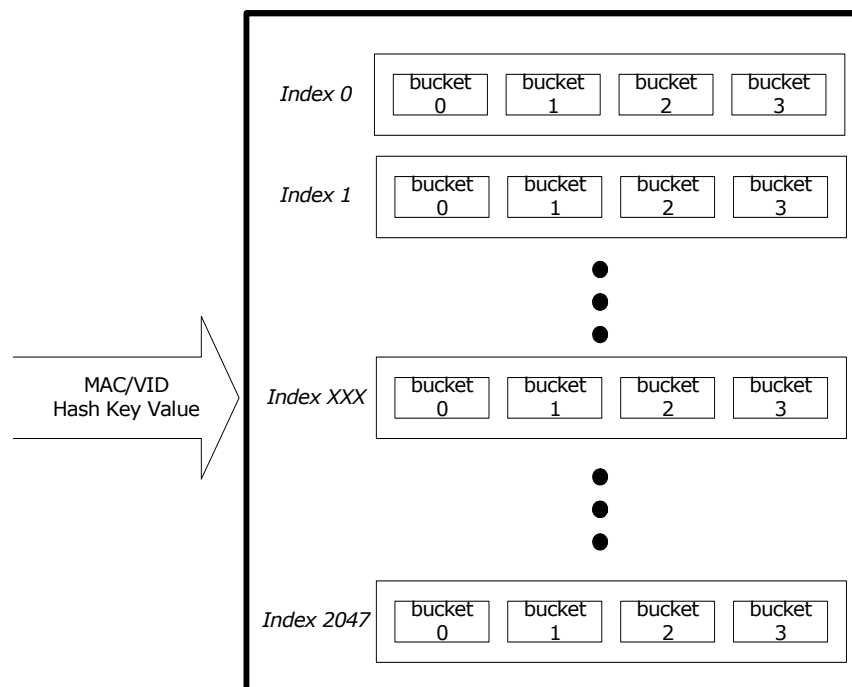 Index 0
bucket bucket bucket bucket
0 1 2 3
Index 1
bucket bucket bucket bucket
0 1 2 3
MAC/VID
Hash Key Value
Index XXX
bucket bucket bucket bucket
0 1 2 3
Index 2047
bucket bucket bucket bucket
0 1 2 3